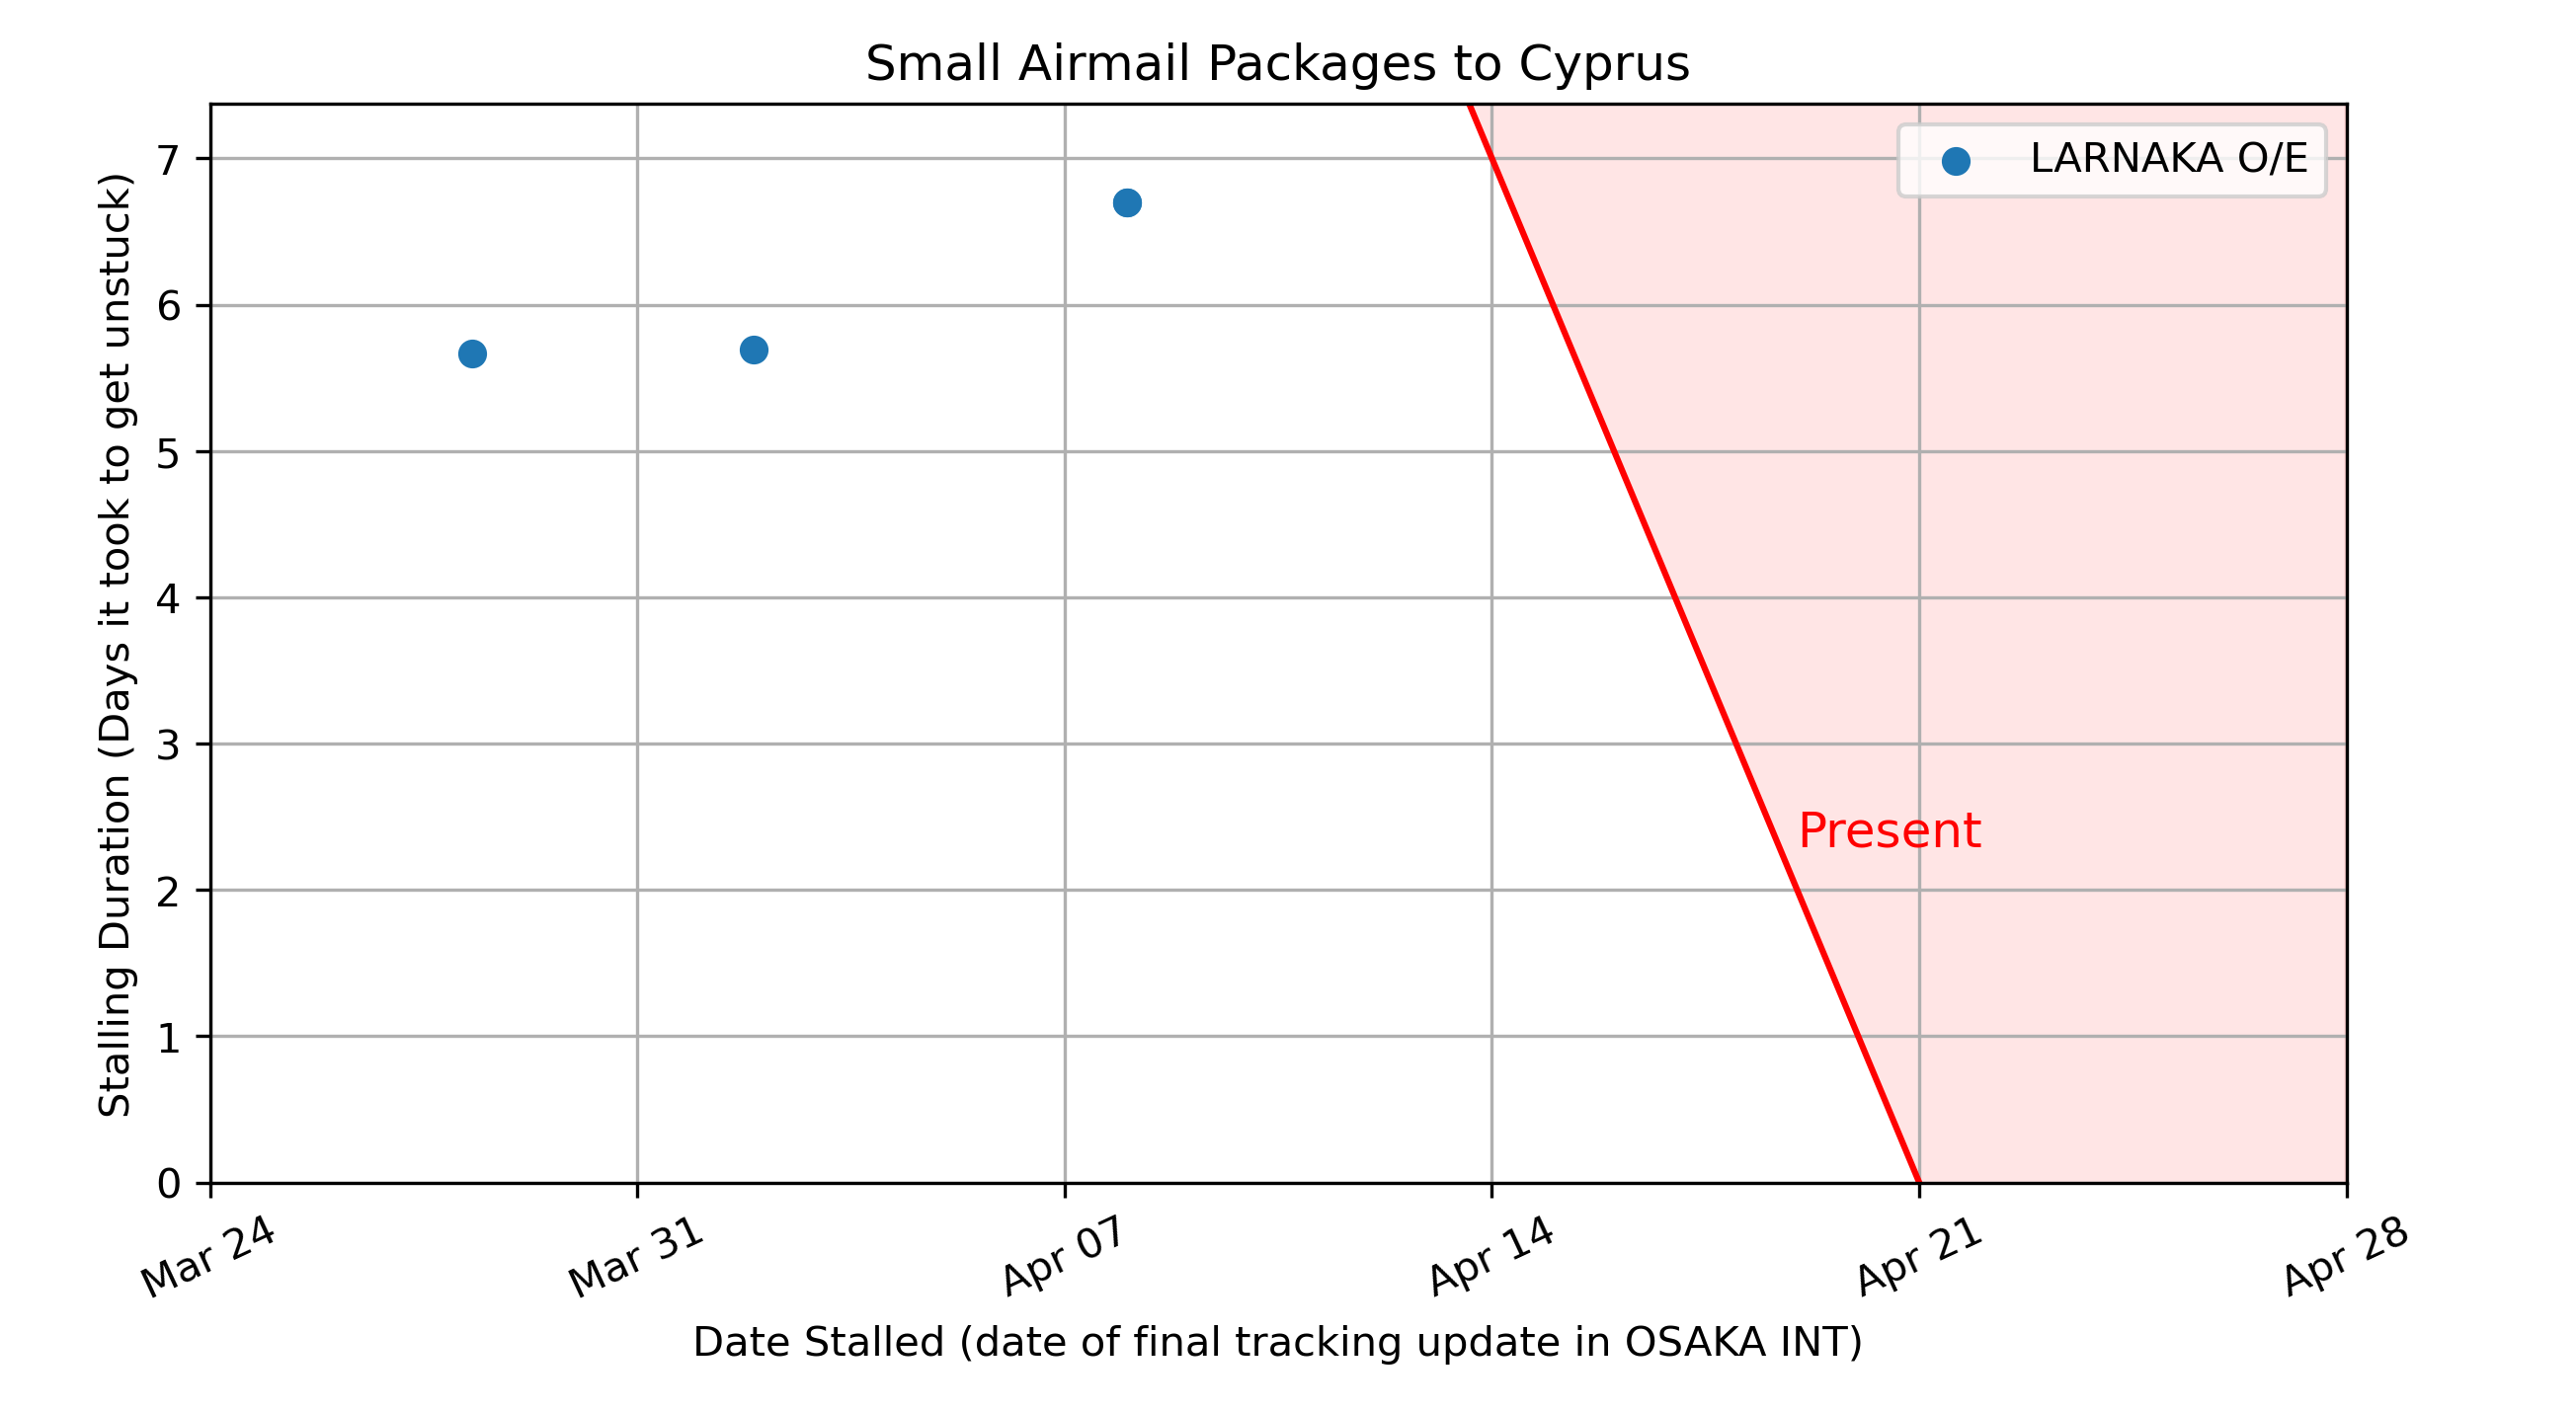 Small Airmail Packages to Cyprus
LARNAKA O/E
Stalling Duration (Days it took to get unstuck)
7
6
5
4
3
2
1
0
Present
Mar 24
Mar 31
Apr 07
Apr 14
Apr 21
Apr 28
Date Stalled (date of final tracking update in OSAKA INT)